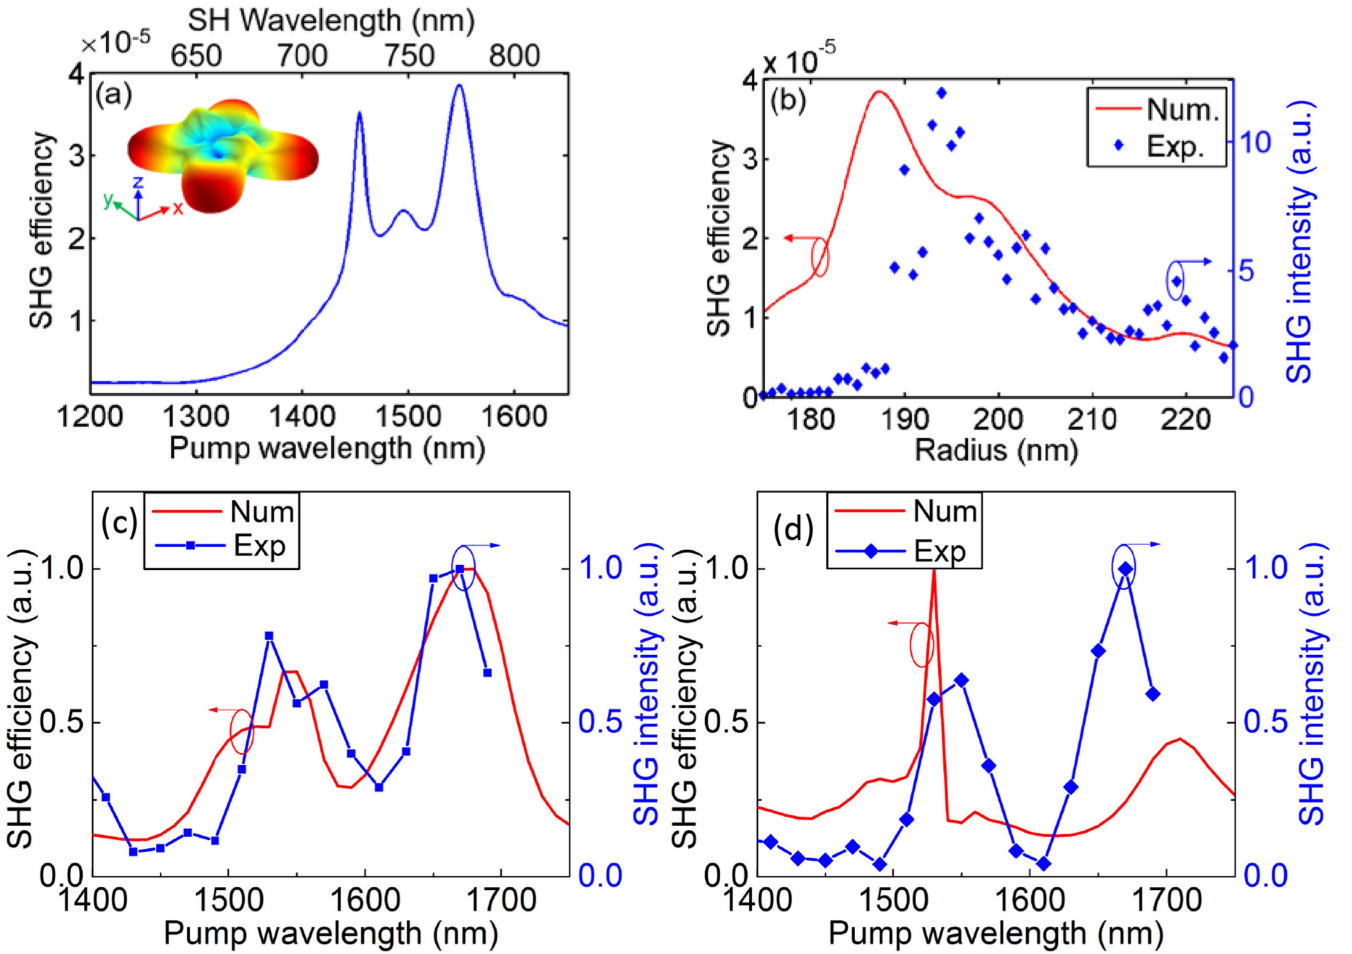 SH Wavelength (nm)
×10⁻⁵ 650 700 750 800
4
(a)
3
2
1
SHG efficiency
z
y
x
1200 1300 1400 1500 1600
Pump wavelength (nm)
4 x 10⁻⁵
(b)
Num.
Exp.
3
2
1
0
SHG efficiency
10
5
0
SHG intensity (a.u.)
180 190 200 210 220
Radius (nm)
(c)
Num
Exp
1.0
0.5
0.0
SHG efficiency (a.u.)
1.0
0.5
0.0
SHG intensity (a.u.)
1400 1500 1600 1700
Pump wavelength (nm)
(d)
Num
Exp
1.0
0.5
0.0
SHG efficiency (a.u.)
1.0
0.5
0.0
SHG intensity (a.u.)
1400 1500 1600 1700
Pump wavelength (nm)